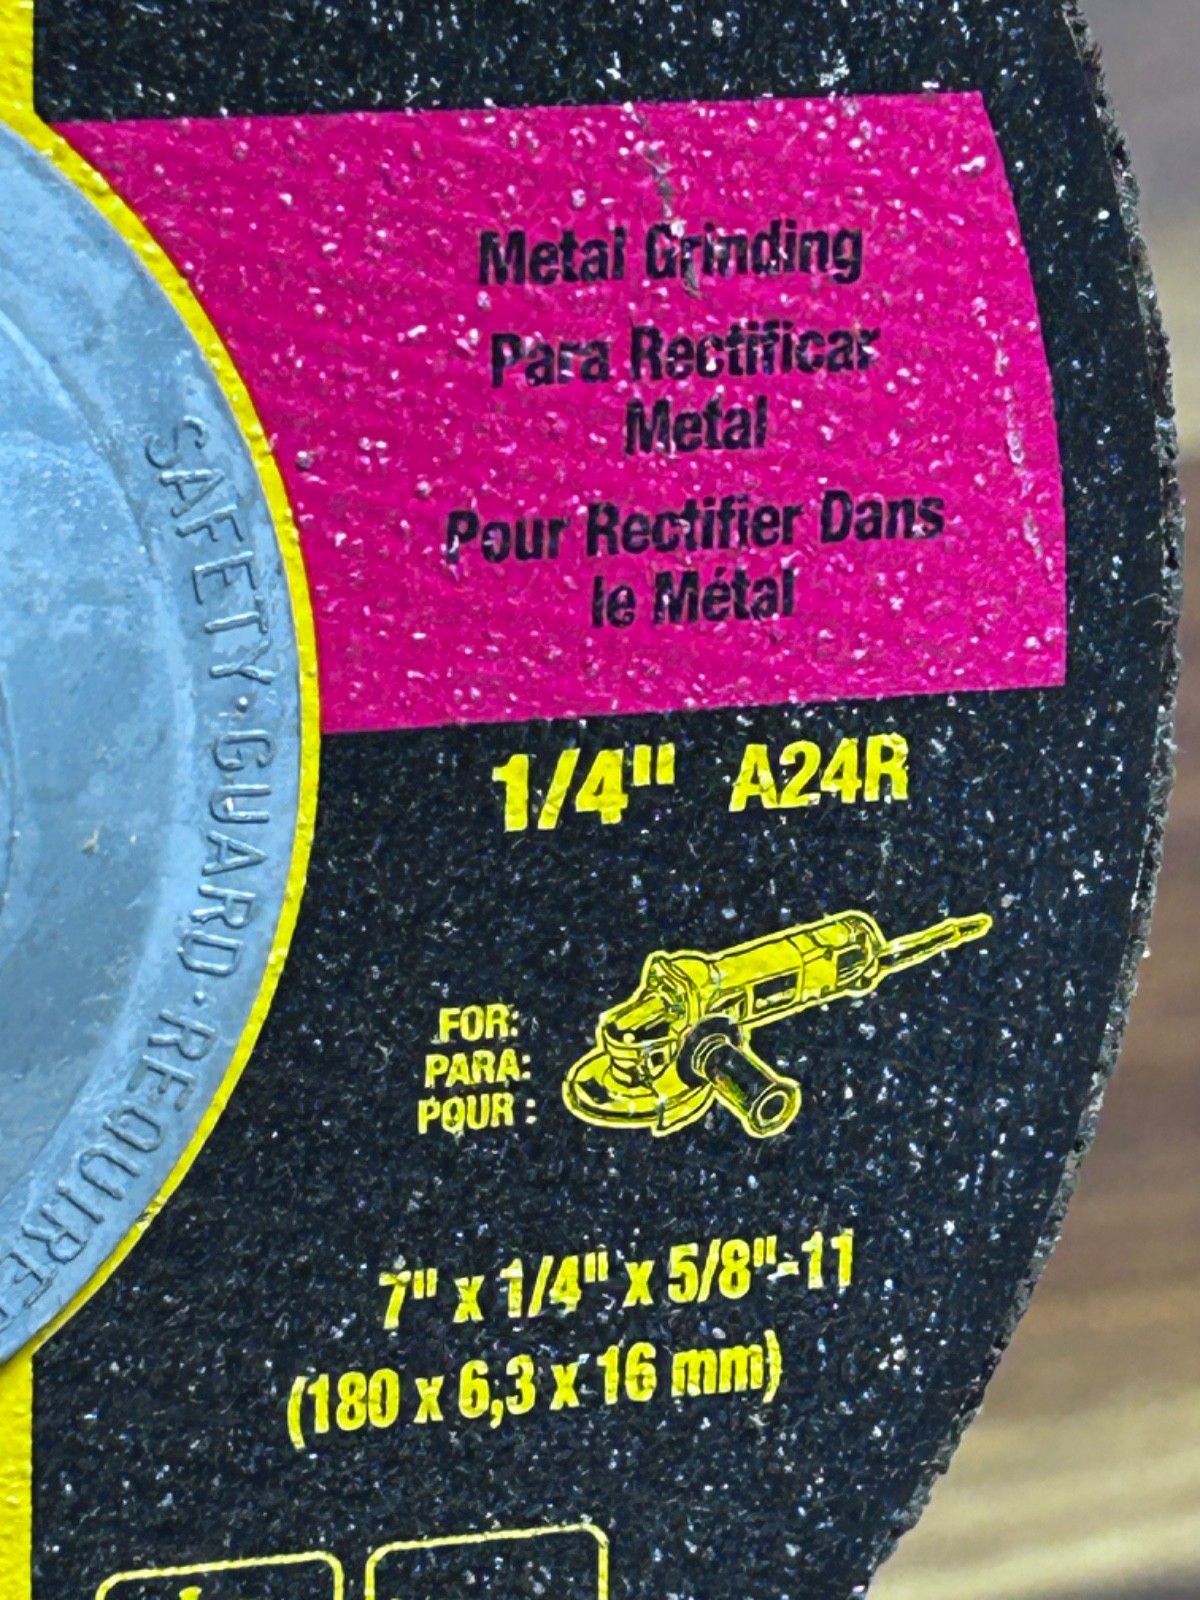 Metal Grinding
Para Rectificar
Metal
Pour Rectifier Dans
le Métal
1/4" A24R
FOR:
PARA:
POUR :
7" x 1/4" x 5/8"-11
(180 x 6,3 x 16 mm)
SAFETY·GUARD·REQUIRE